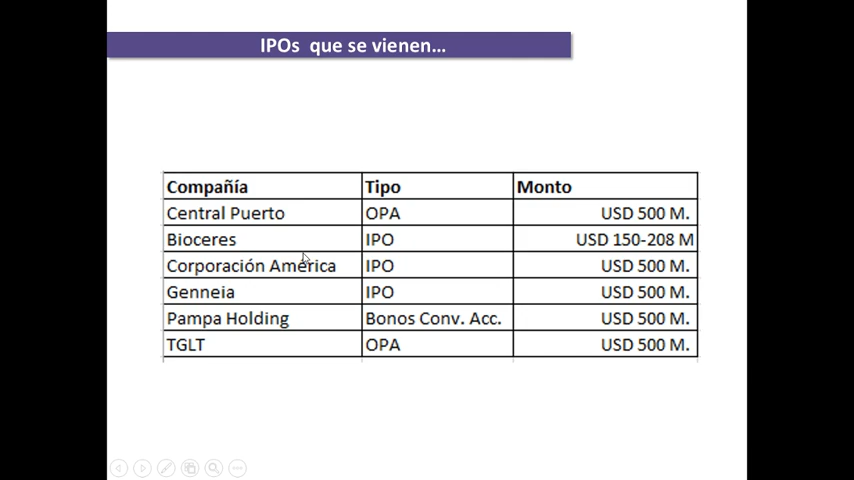 IPOs que se vienen...
Compañía Tipo Monto
Central Puerto OPA USD 500 M.
Bioceres IPO USD 150-208 M
Corporación América IPO USD 500 M.
Genneia IPO USD 500 M.
Pampa Holding Bonos Conv. Acc. USD 500 M.
TGLT OPA USD 500 M.